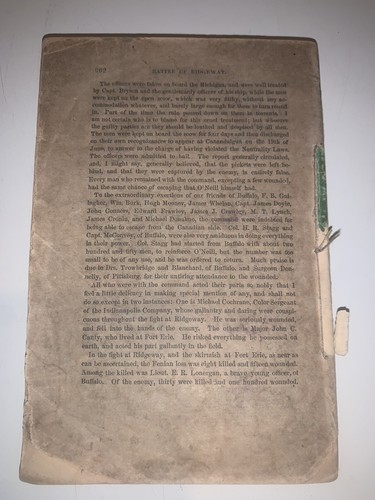 BATTLE OF RIDGEWAY.
The officers were taken on board the Michigan, and were well treated
by Capt. Bryson and the gentlemanly officers of his ship, while the men
were kept on the open scow, which was very filthy, without any ac-
commodation whatever, and barely large enough for them to turn round
in. Part of the time the rain poured down on them in torrents. I
am not certain who is to blame for this cruel treatment; but whoever
the guilty parties are they should be loathed and despised by all men.
The men were kept on board the scow for four days and then discharged
on their own recognizance to appear at Canandaigua on the 19th of
June, to answer to the charge of having violated the Neutrality Laws.
The officers were admitted to bail. The report generally circulated,
and, I might say, generally believed, that the pickets were left be-
hind, and that they were captured by the enemy, is entirely false.
Every man who remained with the command, excepting a few wounded,
had the same chance of escaping that O'Neill himself had.
To the extraordinary exertions of our friends of Buffalo, F. B. Gal-
lagher, Wm. Burk, Hugh Mooney, James Whelan, Capt. James Doyle,
John Connors, Edward Frawley, James J. Crawley, M. T. Lynch,
James Cronin, and Michael Donahue, the command were indebted for
being able to escape from the Canadian side. Col. H. R. Stagg and
Capt. McConvey, of Buffalo, were also very assiduous in doing everything
in their power. Col. Stagg had started from Buffalo with about two
hundred and fifty men, to reinforce O'Neill, but the number was too
small to be of any use, and he was ordered to return. Much praise is
due to Drs. Trowbridge and Blanchard, of Buffalo, and Surgeon Don-
nelly, of Pittsburg, for their untiring attendance to the wounded.
All who were with the command acted their parts so nobly that I
feel a little delicacy in making special mention of any, and shall not
do so except in two instances: One is Michael Cochrane, Color Sergeant
of the Indianapolis Company, whose gallantry and daring were conspi-
cuous throughout the fight at Ridgeway. He was seriously wounded,
and fell into the hands of the enemy. The other is Major John C.
Canty, who lived at Fort Erie. He risked everything he possessed on
earth, and acted his part gallantly in the field.
In the fight at Ridgeway, and the skirmish at Fort Erie, as near as
can be ascertained, the Fenian loss was eight killed and fifteen wounded.
Among the killed was Lieut. E. R. Lonergan, a brave young officer, of
Buffalo. Of the enemy, thirty were killed and one hundred wounded.